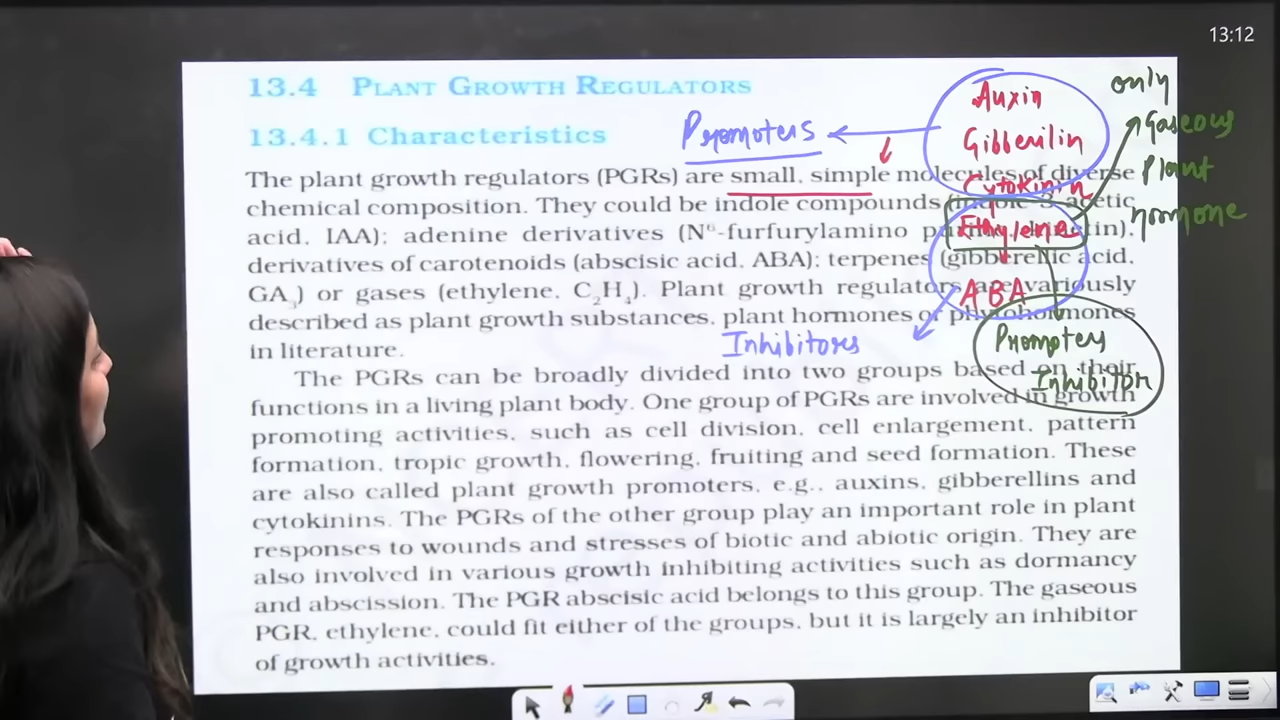 13:12
13.4 PLANT GROWTH REGULATORS
13.4.1 Characteristics
The plant growth regulators (PGRs) are small, simple molecules of diverse
chemical composition. They could be indole compounds (indole-3-acetic
acid, IAA); adenine derivatives (N⁶-furfurylamino tin),
derivatives of carotenoids (abscisic acid, ABA); terpenes (gibberellic acid,
GA₃) or gases (ethylene, C₂H₄). Plant growth regulators are variously
described as plant growth substances, plant hormones or phytohormones
in literature.
The PGRs can be broadly divided into two groups based on their
functions in a living plant body. One group of PGRs are involved in growth
promoting activities, such as cell division, cell enlargement, pattern
formation, tropic growth, flowering, fruiting and seed formation. These
are also called plant growth promoters, e.g., auxins, gibberellins and
cytokinins. The PGRs of the other group play an important role in plant
responses to wounds and stresses of biotic and abiotic origin. They are
also involved in various growth inhibiting activities such as dormancy
and abscission. The PGR abscisic acid belongs to this group. The gaseous
PGR, ethylene, could fit either of the groups, but it is largely an inhibitor
of growth activities.
Promoters
Auxin
Gibberilin
Cytokinin
Ethylene
ABA
Inhibitores
only
Gaseous
Plant
hormone
Promoters
Inhibitor